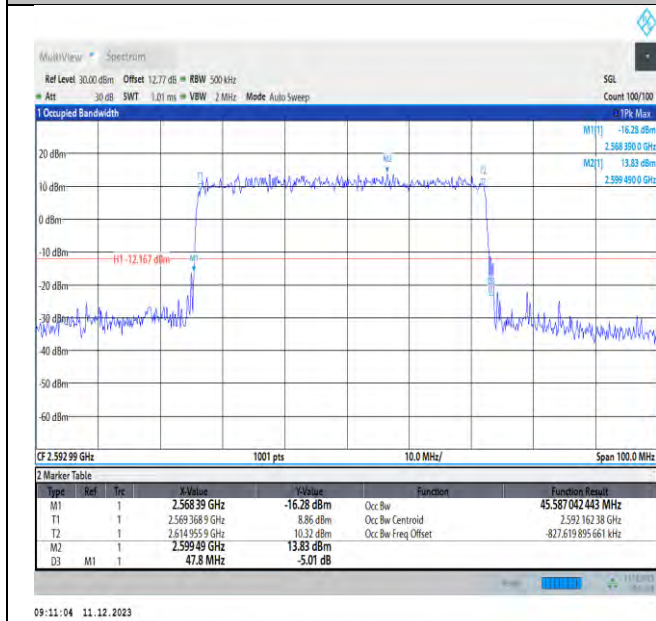 MultiView Spectrum
Ref Level 30.00 dBm Offset 12.77 dB RBW 500 kHz SGL
Att 30 dB SWT 1.01 ms VBW 2 MHz Mode Auto Sweep Count 100/100
1 Occupied Bandwidth 1Pk Max
M1[1] -16.28 dBm
2.568 390 0 GHz
M2[1] 13.83 dBm
2.599 490 0 GHz
20 dBm
T1 M2 T2
10 dBm
0 dBm
-10 dBm
H1 -12.167 dBm M1
-20 dBm
-30 dBm
-40 dBm
-50 dBm
-60 dBm
CF 2.592 99 GHz 1001 pts 10.0 MHz/ Span 100.0 MHz
2 Marker Table
Type Ref Trc X-Value Y-Value Function Function Result
M1 1 2.568 39 GHz -16.28 dBm Occ Bw 45.587 042 443 MHz
T1 1 2.569 368 9 GHz 8.86 dBm Occ Bw Centroid 2.592 162 38 GHz
T2 1 2.614 955 9 GHz 10.32 dBm Occ Bw Freq Offset -827.619 895 661 kHz
M2 1 2.599 49 GHz 13.83 dBm
D3 M1 1 47.8 MHz -5.01 dB
09:11:04 11.12.2023